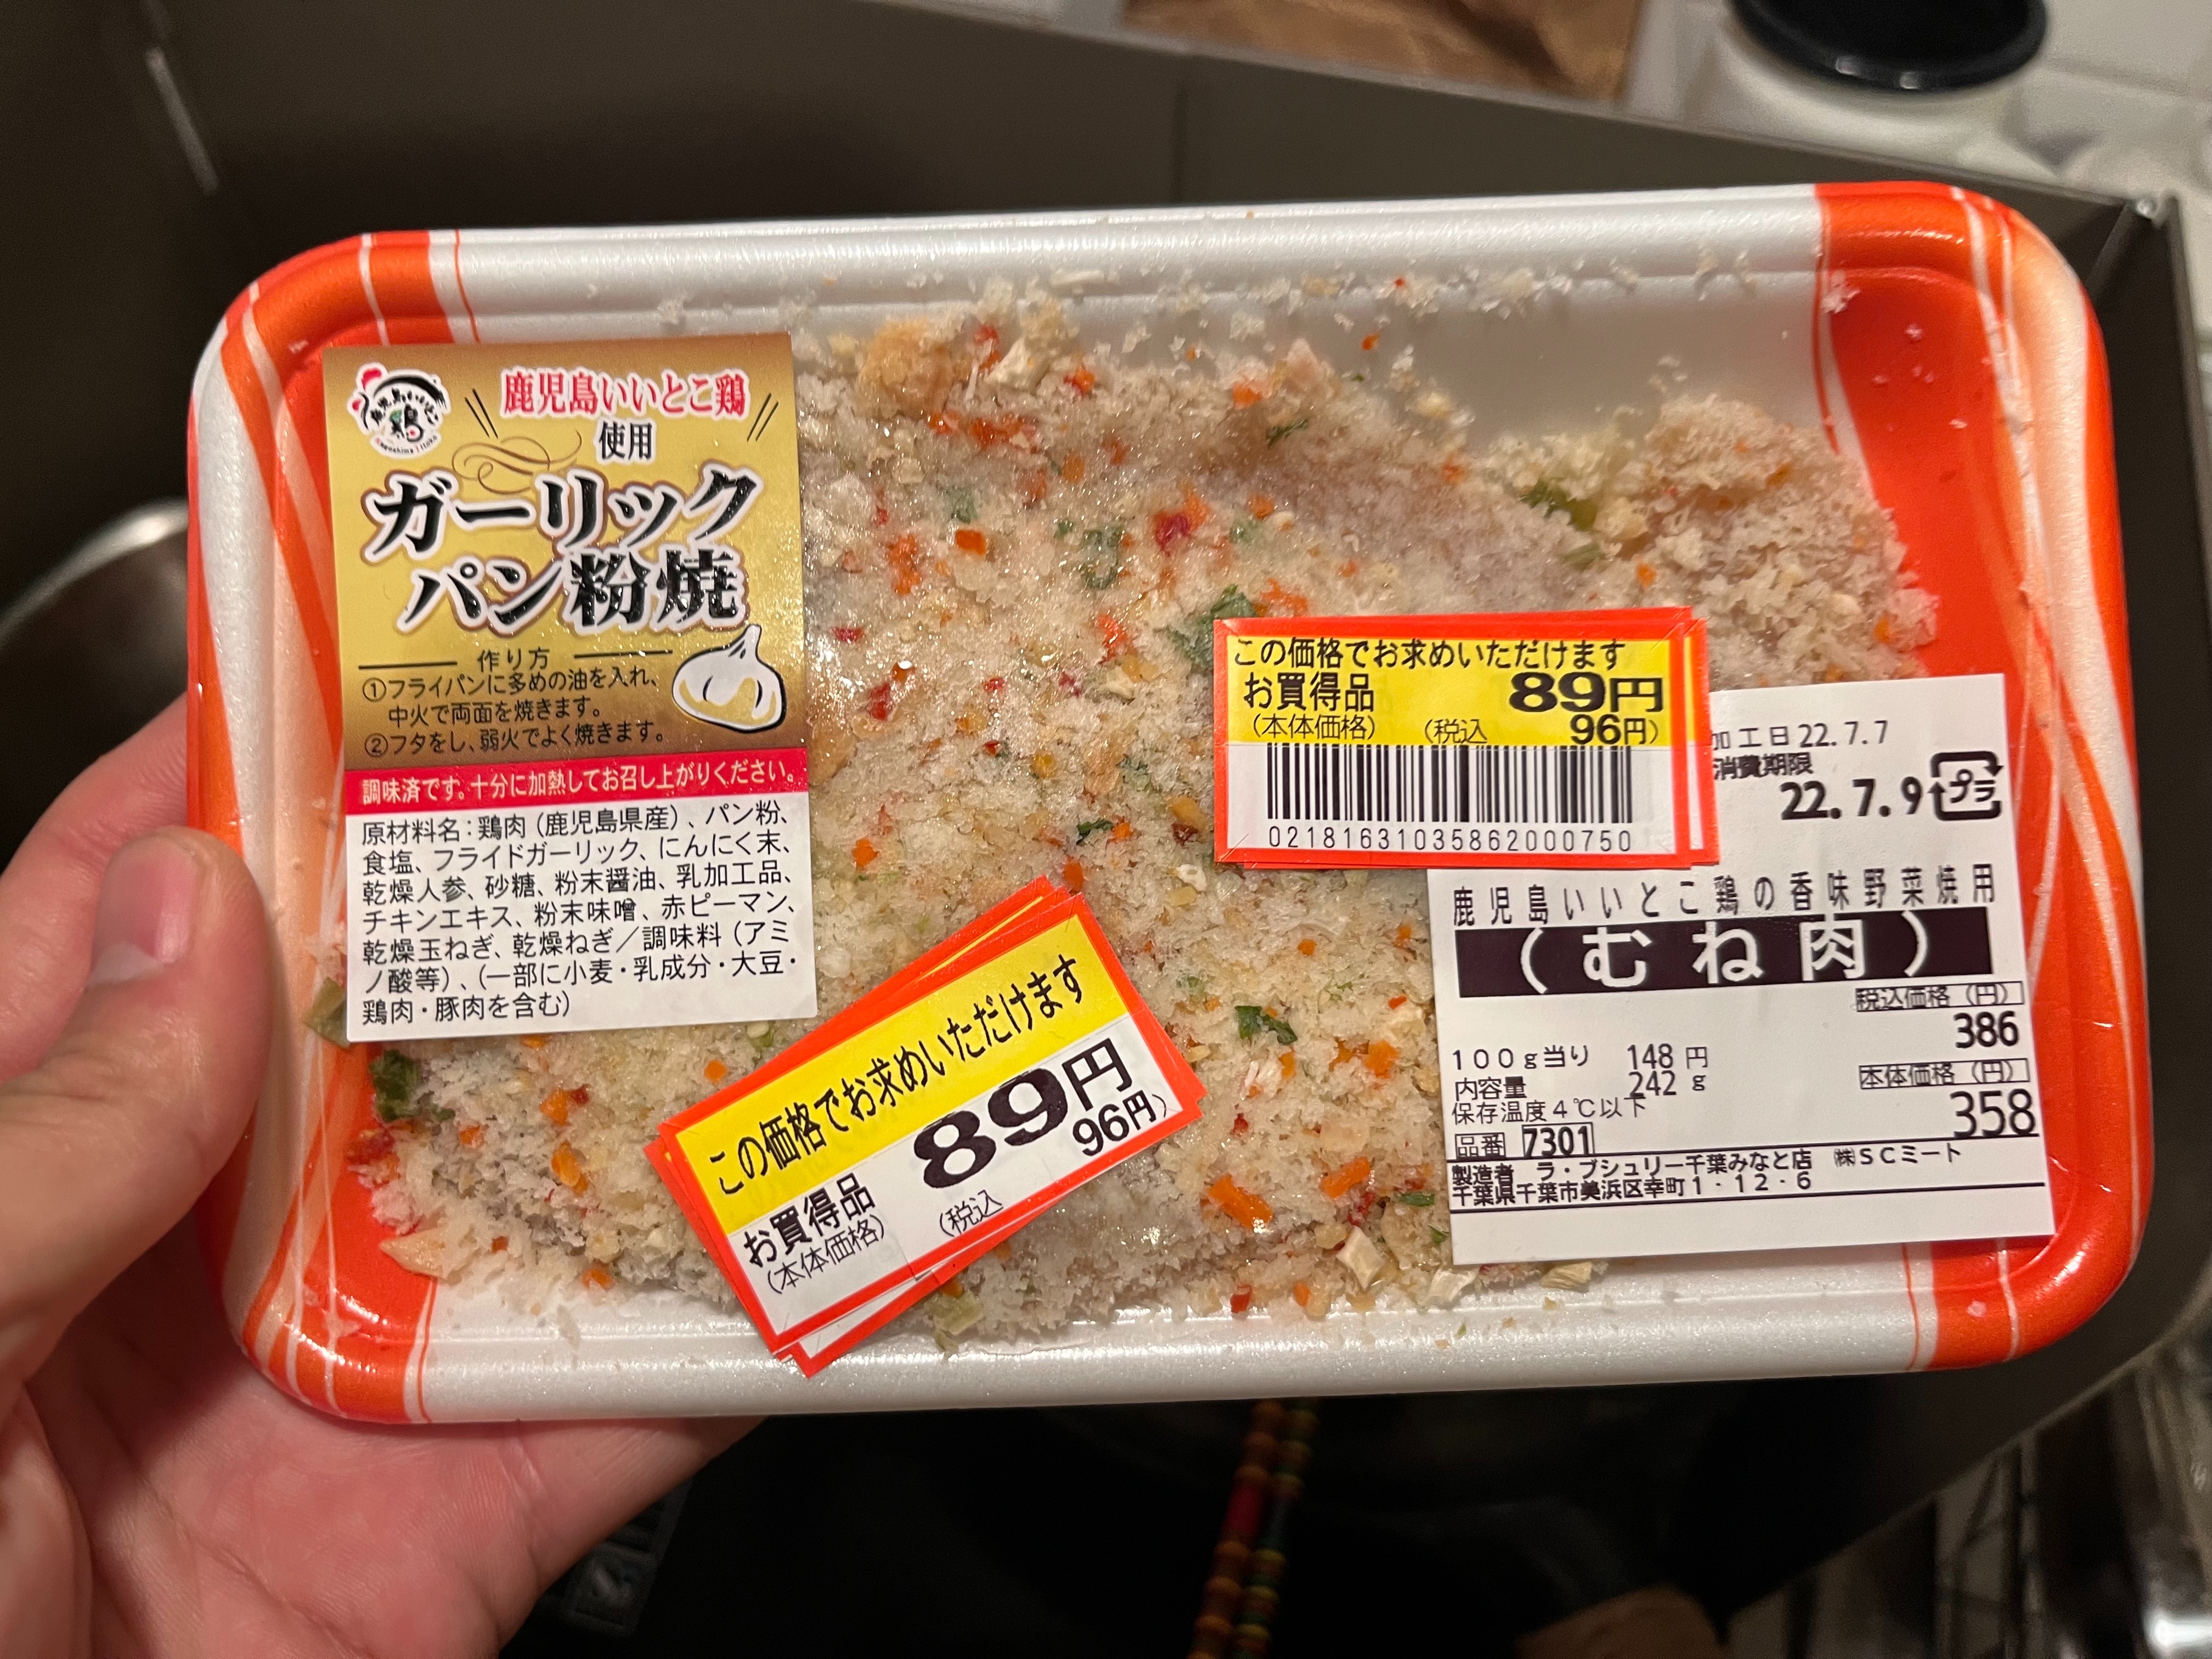 鹿児島いいとこ鶏
使用
ガーリック
パン粉焼
作り方
①フライパンに多めの油を入れ、
中火で両面を焼きます。
②フタをし、弱火でよく焼きます。
調味済です。十分に加熱してお召し上がりください。
原材料名：鶏肉（鹿児島県産）、パン粉、
食塩、フライドガーリック、にんにく末、
乾燥人参、砂糖、粉末醤油、乳加工品、
チキンエキス、粉末味噌、赤ピーマン、
乾燥玉ねぎ、乾燥ねぎ／調味料（アミ
ノ酸等）、（一部に小麦・乳成分・大豆・
鶏肉・豚肉を含む）
この価格でお求めいただけます
お買得品 89円
（本体価格） （税込 96円）
02181631035862000750
この価格でお求めいただけます
89円
お買得品
（本体価格） （税込 96円）
加工日 22.7.7
消費期限
22.7.9
プラ
鹿児島いいとこ鶏の香味野菜焼用
（むね肉）
税込価格（円）
386
100g当り 148円
内容量 242g
本体価格（円）
358
保存温度4℃以下
品番 7301
製造者 ラ・ブシュリー千葉みなと店 ㈱SCミート
千葉県千葉市美浜区幸町1-12-6